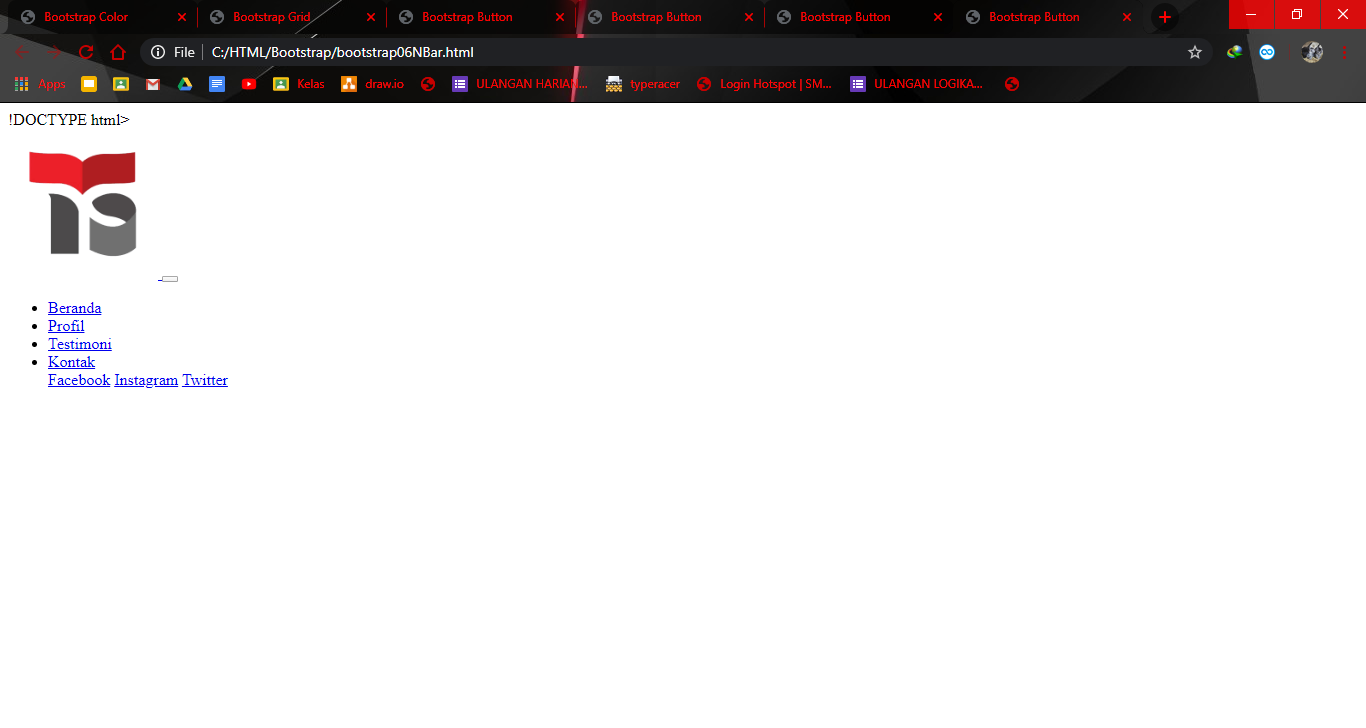 Bootstrap Color
Bootstrap Grid
Bootstrap Button
Bootstrap Button
Bootstrap Button
Bootstrap Button
File
C:/HTML/Bootstrap/bootstrap06NBar.html
Apps
Kelas
draw.io
ULANGAN HARIAN...
typeracer
Login Hotspot | SM...
ULANGAN LOGIKA...
!DOCTYPE html>
Beranda
Profil
Testimoni
Kontak
Facebook Instagram Twitter